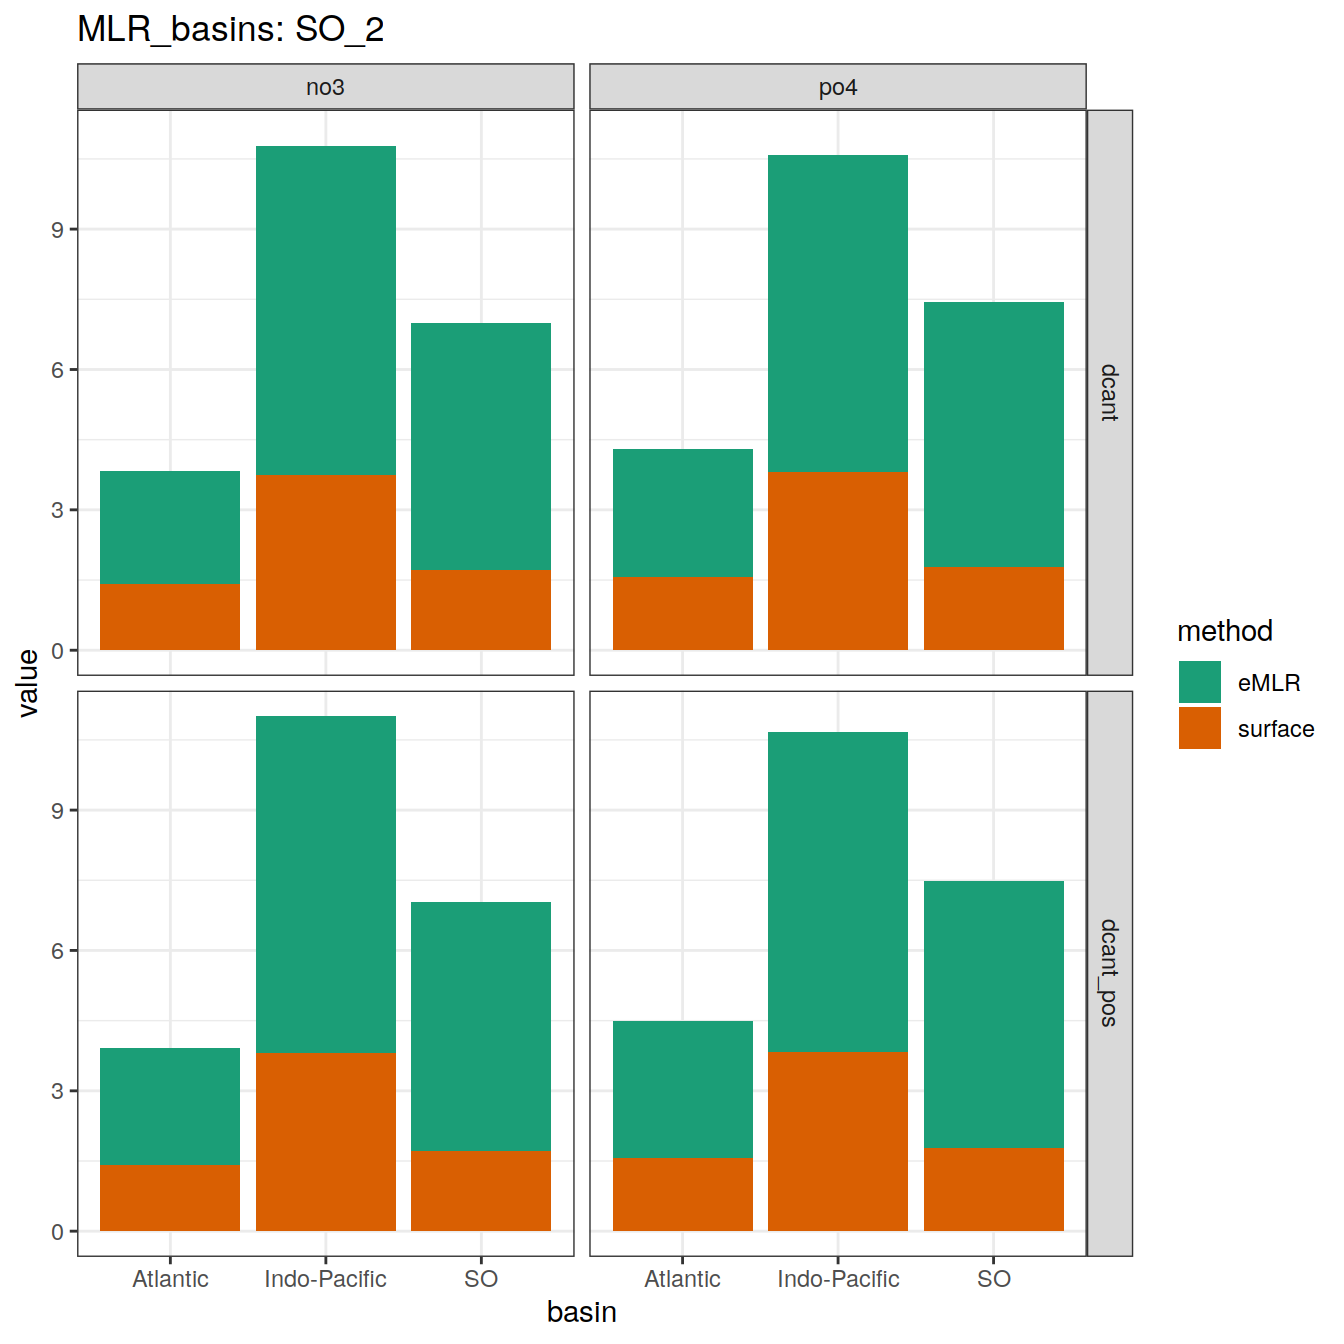 MLR_basins: SO_2
no3
po4
9
6
3
0
dcant
value
9
6
3
0
dcant_pos
Atlantic Indo-Pacific SO
Atlantic Indo-Pacific SO
basin
method
eMLR
surface